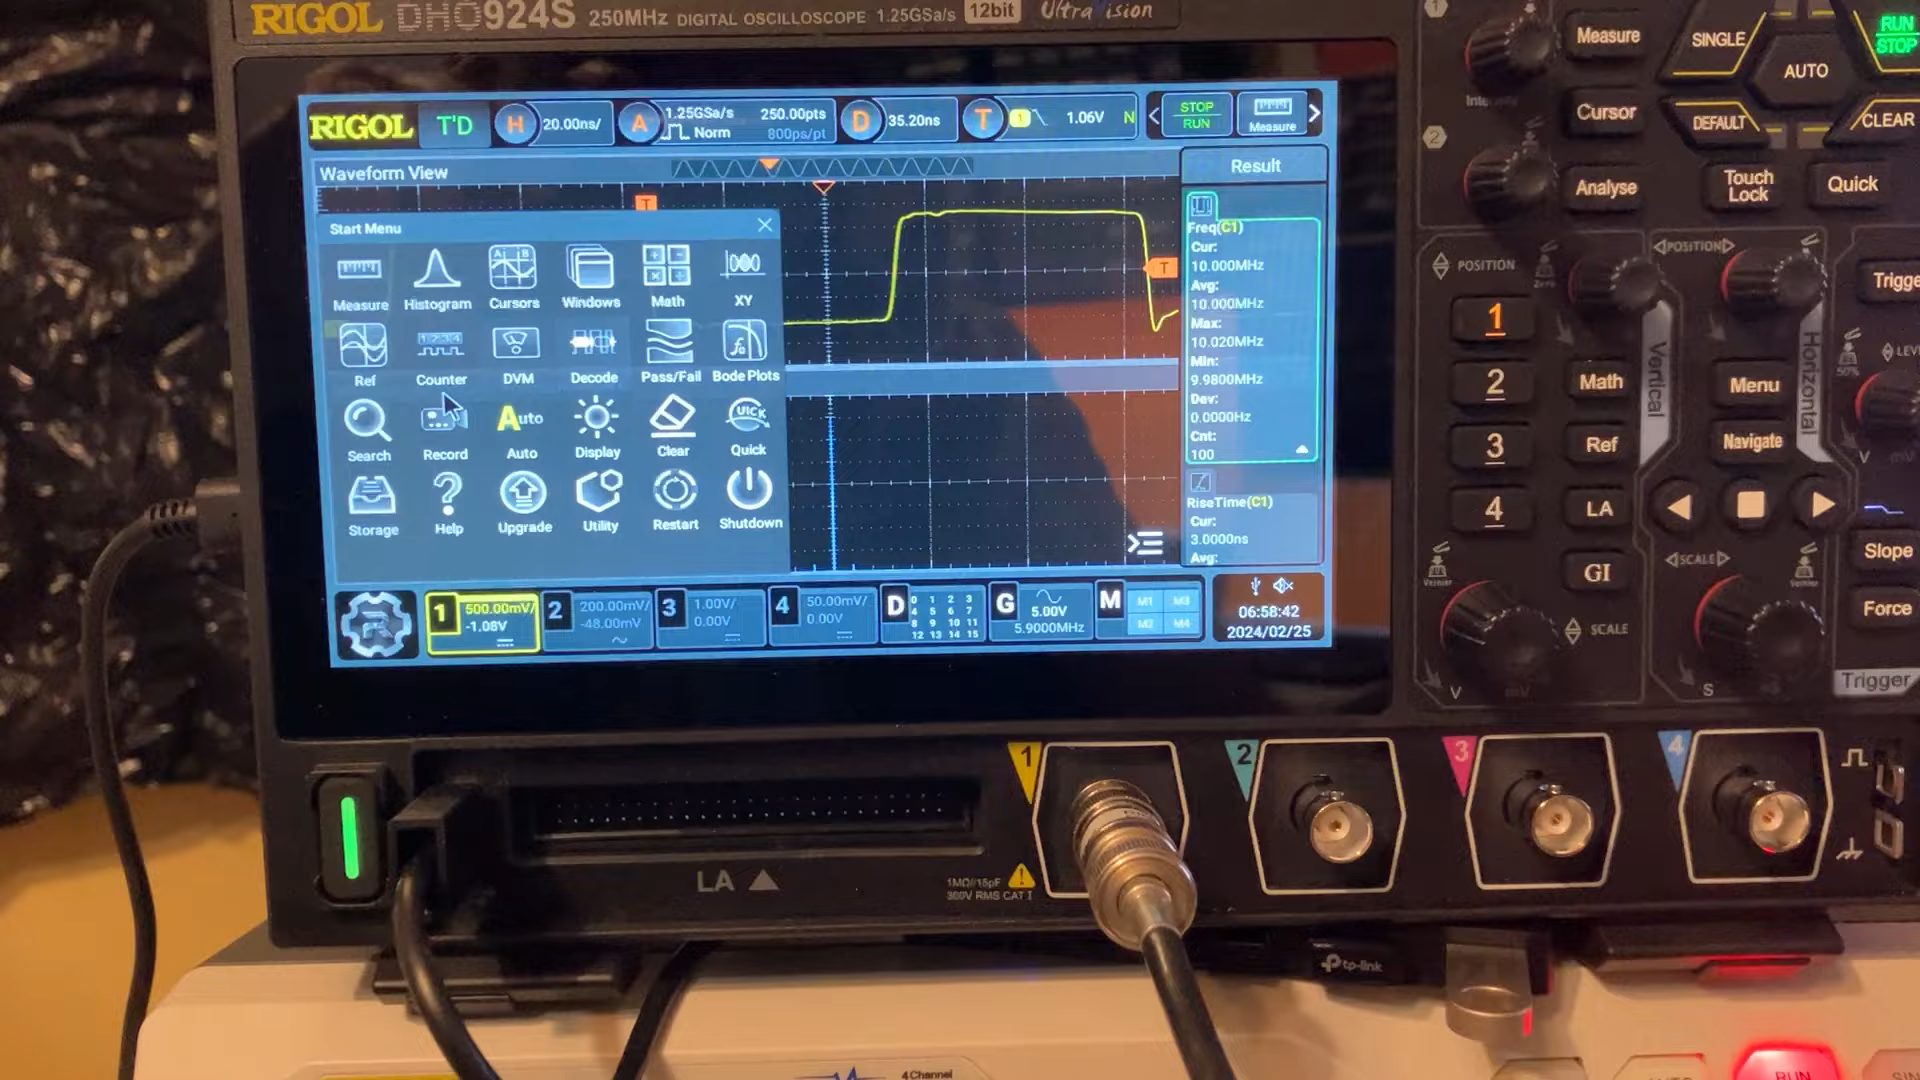 RIGOL DHO924S 250MHz DIGITAL OSCILLOSCOPE 1.25GSa/s 12bit
RIGOL T'D H 20.00ns/ A 1.25GSa/s 250.00pts D 35.20ns T 1 1.06V N < STOP >
Norm 800ps/pt RUN Measure
Waveform View
Result
T
Start Menu
Measure Histogram Cursors Windows Math XY
Ref Counter DVM Decode Pass/Fail Bode Plots
Search Record Auto Display Clear Quick
Storage Help Upgrade Utility Restart Shutdown
T
Freq(C1)
Cur:
10.000MHz
Avg:
10.000MHz
Max:
10.020MHz
Min:
9.9800MHz
Dev:
0.0000Hz
Cnt:
100
RiseTime(C1)
Cur:
3.0000ns
Avg:
1 500.00mV/ 2 200.00mV/ 3 1.00V/ 4 50.00mV/ D 0 1 2 3 G M M1 M3
-1.08V -48.00mV 0.00V 0.00V 4 5 6 7 5.00V M2 M4
8 9 10 11 5.9000MHz
12 13 14 15
06:58:42
2024/02/25
Measure SINGLE RUN
STOP
AUTO
Cursor DEFAULT CLEAR
Analyse Touch
Lock Quick
1
2
POSITION POSITION
1
2 Math Menu
3 Ref Navigate
4 LA
GI
Vertical
Horizontal
50%
Slope
Force
SCALE
SCALE
Vernier
V
S
Trigger
1 2 3 4
LA
1MΩ//15pF
300V RMS CAT I
tp-link
4 Channel
RUN